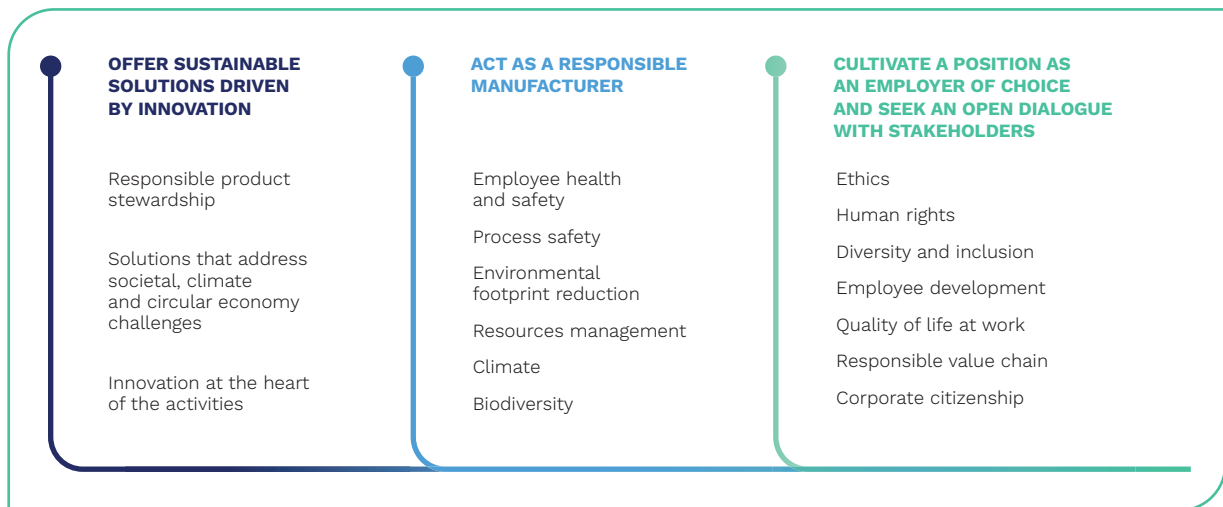 OFFER SUSTAINABLE
SOLUTIONS DRIVEN
BY INNOVATION
Responsible product
stewardship
Solutions that address
societal, climate
and circular economy
challenges
Innovation at the heart
of the activities
ACT AS A RESPONSIBLE
MANUFACTURER
Employee health
and safety
Process safety
Environmental
footprint reduction
Resources management
Climate
Biodiversity
CULTIVATE A POSITION AS
AN EMPLOYER OF CHOICE
AND SEEK AN OPEN DIALOGUE
WITH STAKEHOLDERS
Ethics
Human rights
Diversity and inclusion
Employee development
Quality of life at work
Responsible value chain
Corporate citizenship